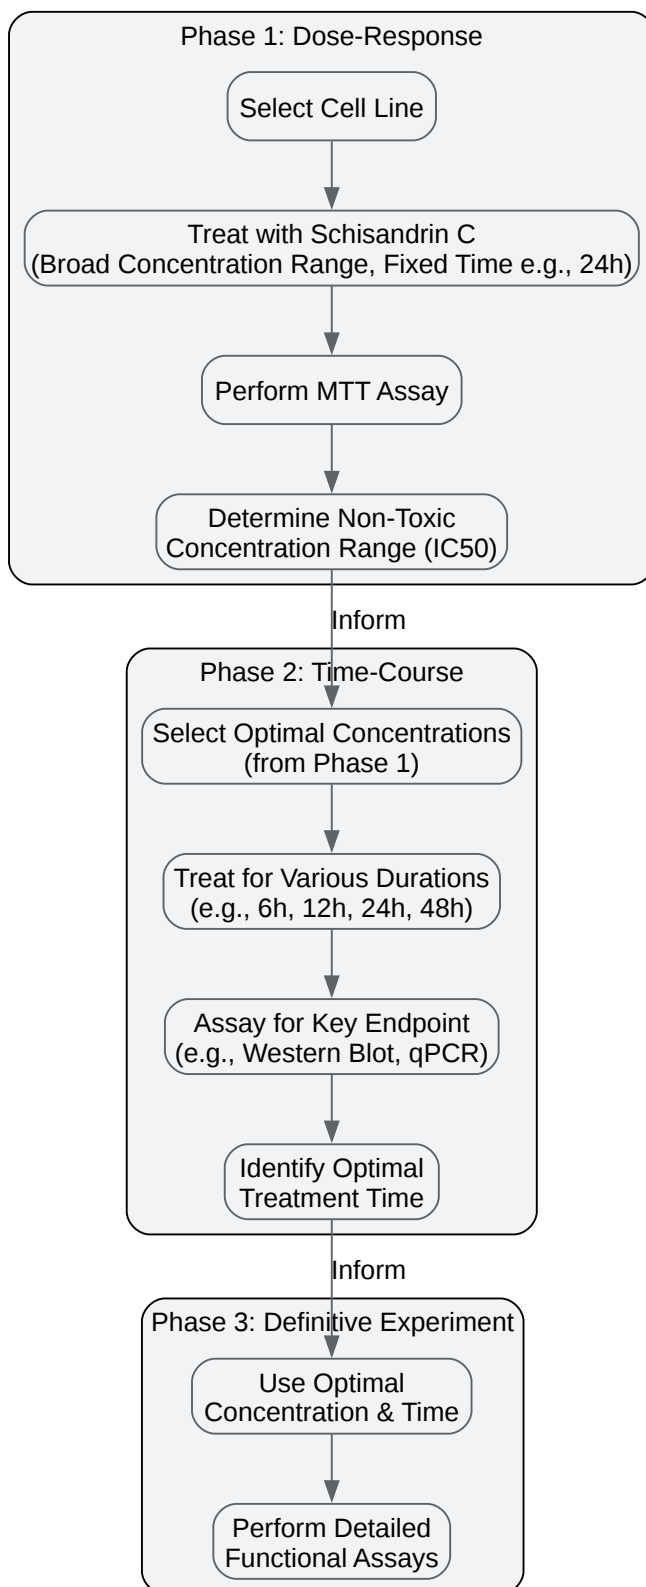 Phase 1: Dose-Response
Select Cell Line
Treat with Schisandrin C
(Broad Concentration Range, Fixed Time e.g., 24h)
Perform MTT Assay
Determine Non-Toxic
Concentration Range (IC50)
Inform
Phase 2: Time-Course
Select Optimal Concentrations
(from Phase 1)
Treat for Various Durations
(e.g., 6h, 12h, 24h, 48h)
Assay for Key Endpoint
(e.g., Western Blot, qPCR)
Identify Optimal
Treatment Time
Inform
Phase 3: Definitive Experiment
Use Optimal
Concentration & Time
Perform Detailed
Functional Assays